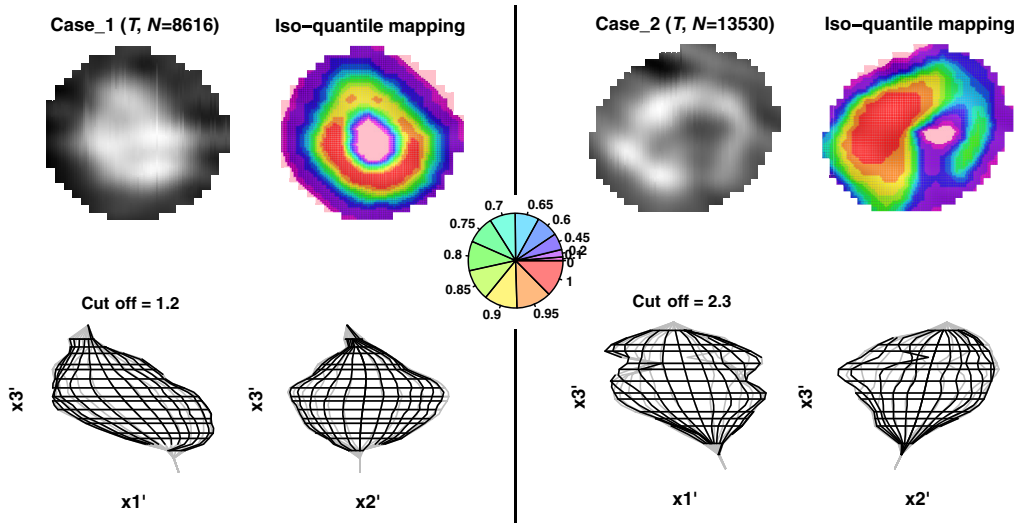 Case_1 (T, N=8616)
Iso−quantile mapping
Case_2 (T, N=13530)
Iso−quantile mapping
0.7
0.65
0.75
0.6
0.45
0.8
0.2
0.1
0
0.85
1
0.9
0.95
Cut off = 1.2
Cut off = 2.3
x3'
x3'
x3'
x3'
x1'
x2'
x1'
x2'